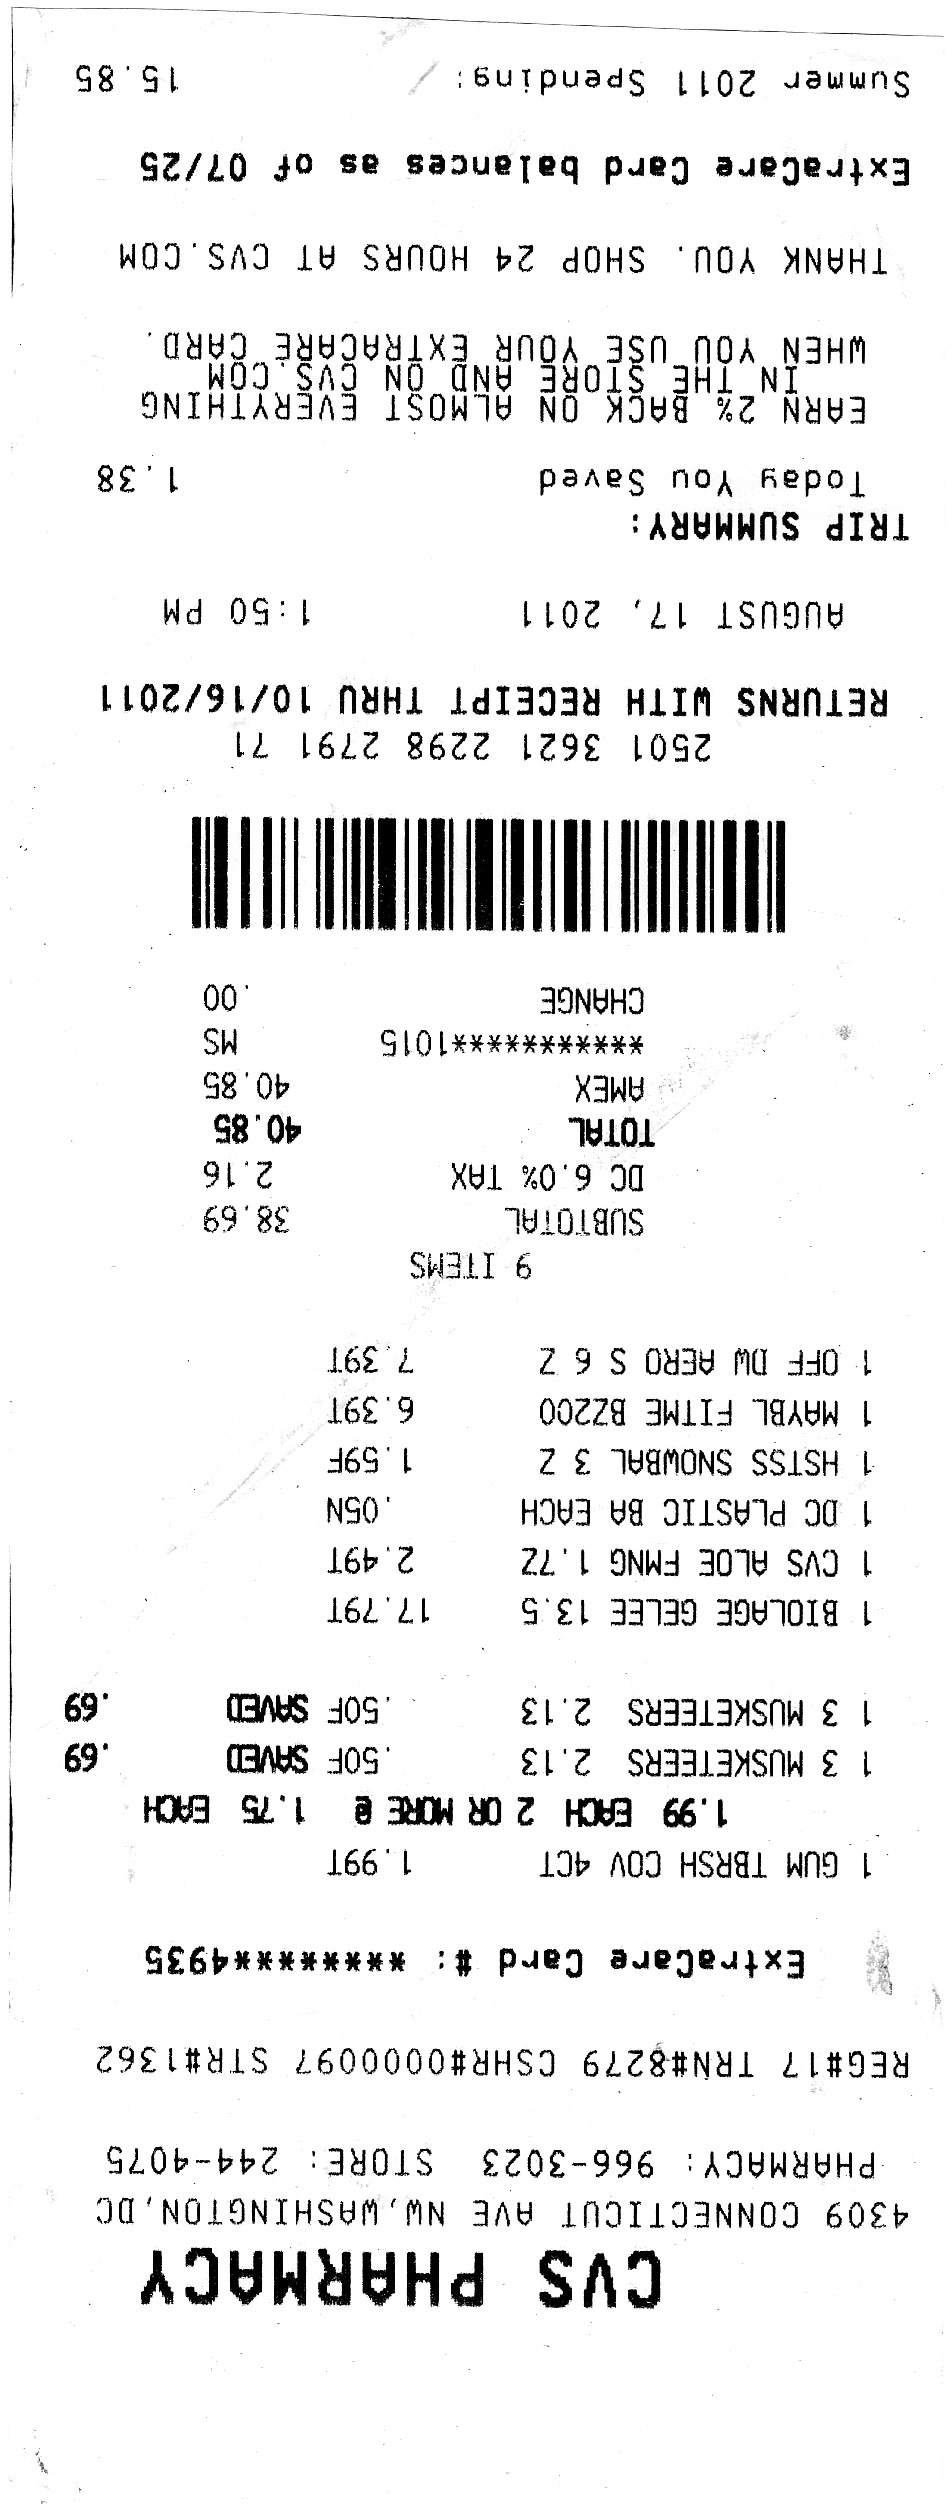 CVS PHARMACY
4309 CONNECTICUT AVE NW, WASHINGTON, DC
PHARMACY: 966-3023 STORE: 244-4075
REG#17 TRN#8279 CSHR#0000097 STR#1362
ExtraCare Card #: *********4935
1 GUM TBRSH COV 4CT 1.99T
1.99 EACH 2 OR MORE @ 1.75 EACH
1 3 MUSKETEERS 2.13 .50F SAVED .69
1 3 MUSKETEERS 2.13 .50F SAVED .69
1 BIOLAGE GELEE 13.5 17.79T
1 CVS ALOE FMNG 1.7Z 2.49T
1 DC PLASTIC BA EACH .05N
1 HSTSS SNOWBAL 3 Z 1.59F
1 MAYBL FITME BZ200 6.39T
1 OFF DW AERO S 6 Z 7.39T
9 ITEMS
SUBTOTAL 38.69
DC 6.0% TAX 2.16
TOTAL 40.85
AMEX 40.85
***********1015 MS
CHANGE .00
2501 3621 2298 2791 71
RETURNS WITH RECEIPT THRU 10/16/2011
AUGUST 17, 2011 1:50 PM
TRIP SUMMARY:
Today You Saved 1.38
EARN 2% BACK ON ALMOST EVERYTHING
IN THE STORE AND ON CVS.COM
WHEN YOU USE YOUR EXTRACARE CARD.
THANK YOU. SHOP 24 HOURS AT CVS.COM
ExtraCare Card balances as of 07/25
Summer 2011 Spending: 15.85